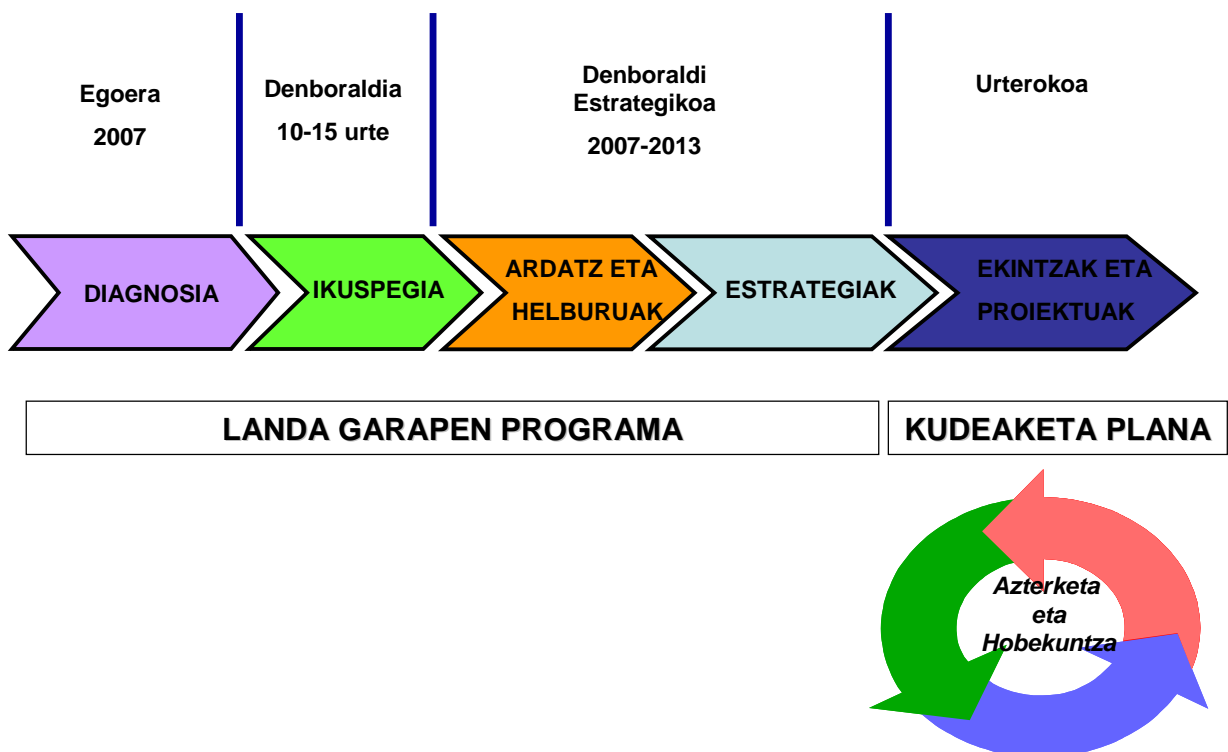 Egoera
2007
Denboraldia
10-15 urte
Denboraldi
Estrategikoa
2007-2013
Urterokoa
DIAGNOSIA
IKUSPEGIA
ARDATZ ETA
HELBURUAK
ESTRATEGIAK
EKINTZAK ETA
PROIEKTUAK
LANDA GARAPEN PROGRAMA
KUDEAKETA PLANA
Azterketa
eta
Hobekuntza